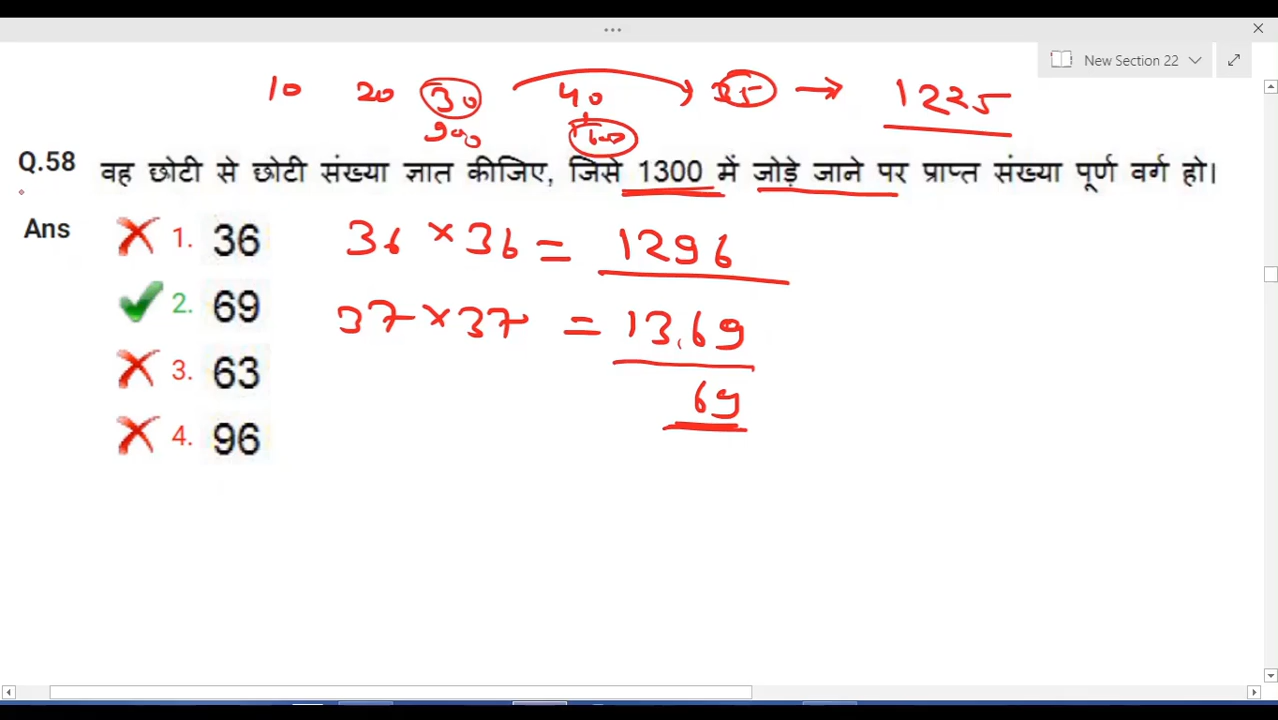 New Section 22
10 20 30 40 35 → 1225
900 1600
Q.58 वह छोटी से छोटी संख्या ज्ञात कीजिए, जिसे 1300 में जोड़े जाने पर प्राप्त संख्या पूर्ण वर्ग हो।
Ans 1. 36 36 × 36 = 1296
2. 69 37 × 37 = 1369
3. 63 69
4. 96